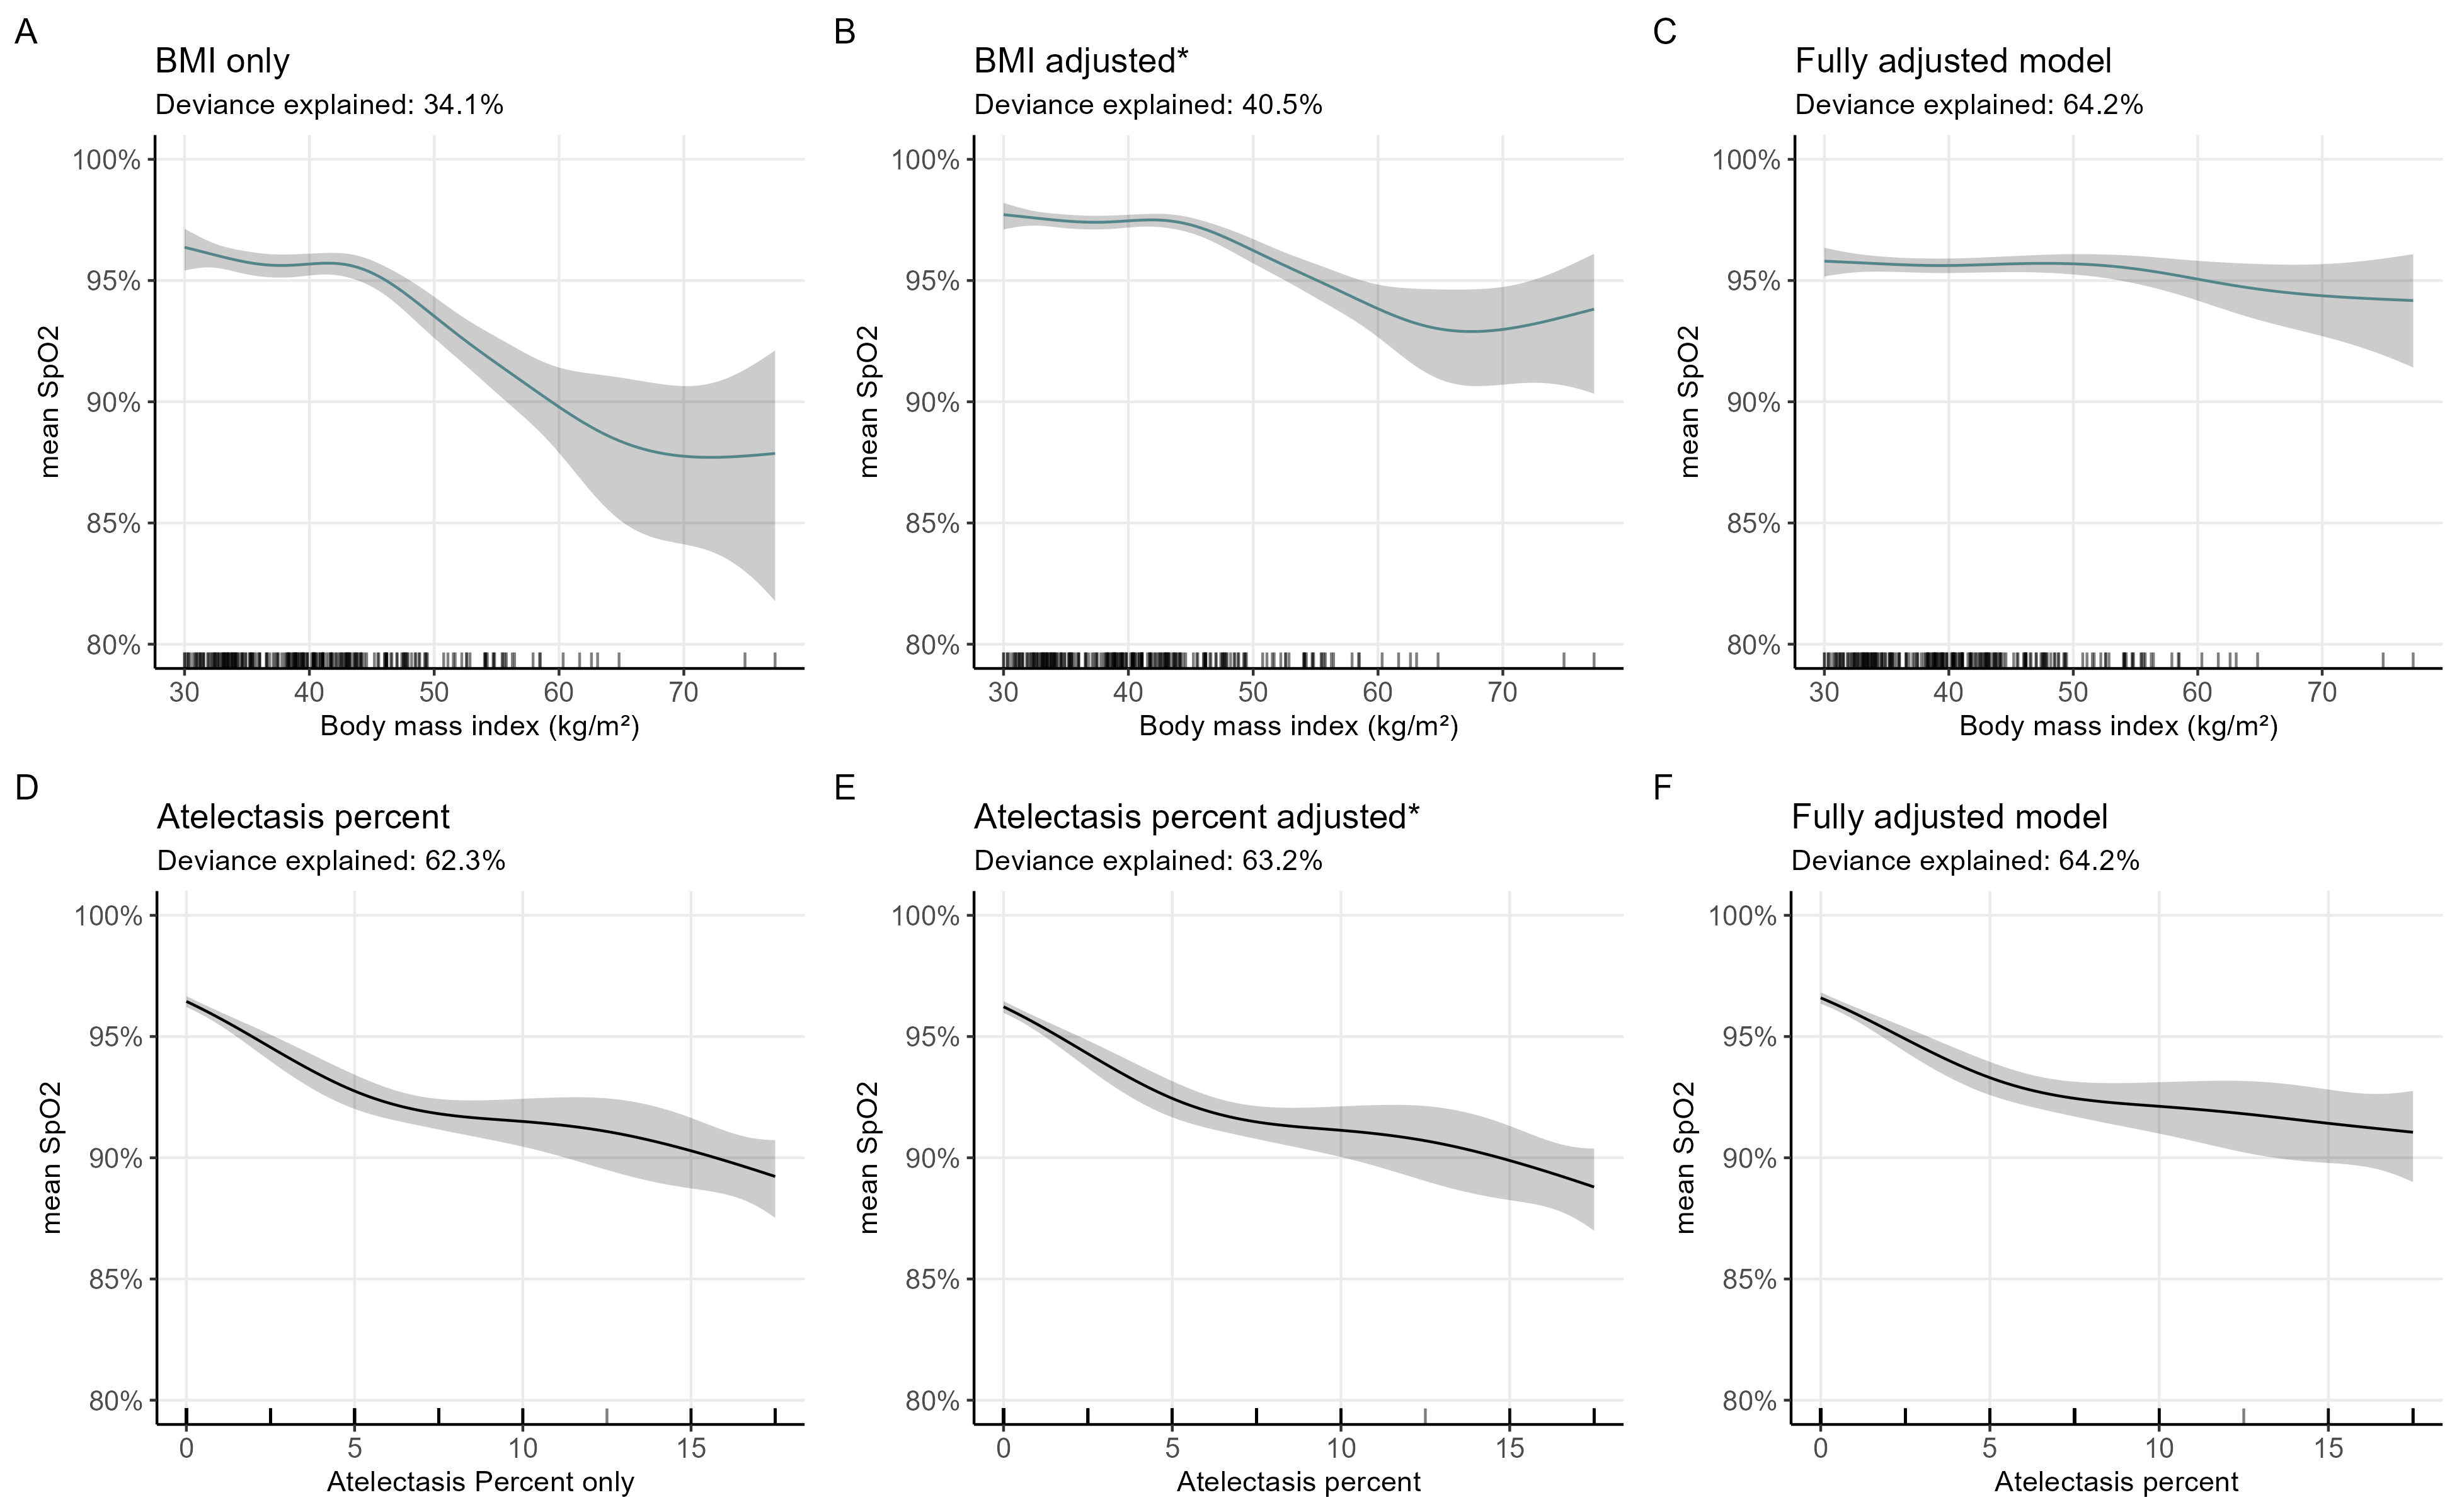 A
BMI only
Deviance explained: 34.1%
100%
95%
90%
85%
80%
mean SpO2
30 40 50 60 70
Body mass index (kg/m²)
B
BMI adjusted*
Deviance explained: 40.5%
100%
95%
90%
85%
80%
mean SpO2
30 40 50 60 70
Body mass index (kg/m²)
C
Fully adjusted model
Deviance explained: 64.2%
100%
95%
90%
85%
80%
mean SpO2
30 40 50 60 70
Body mass index (kg/m²)
D
Atelectasis percent
Deviance explained: 62.3%
100%
95%
90%
85%
80%
mean SpO2
0 5 10 15
Atelectasis Percent only
E
Atelectasis percent adjusted*
Deviance explained: 63.2%
100%
95%
90%
85%
80%
mean SpO2
0 5 10 15
Atelectasis percent
F
Fully adjusted model
Deviance explained: 64.2%
100%
95%
90%
85%
80%
mean SpO2
0 5 10 15
Atelectasis percent